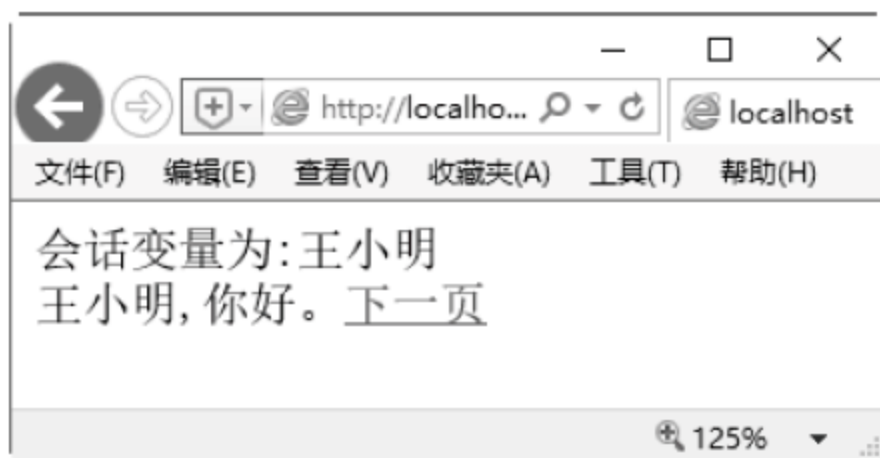 http://localho...
localhost
文件(F) 编辑(E) 查看(V) 收藏夹(A) 工具(T) 帮助(H)
会话变量为:王小明
王小明,你好。下一页
125%